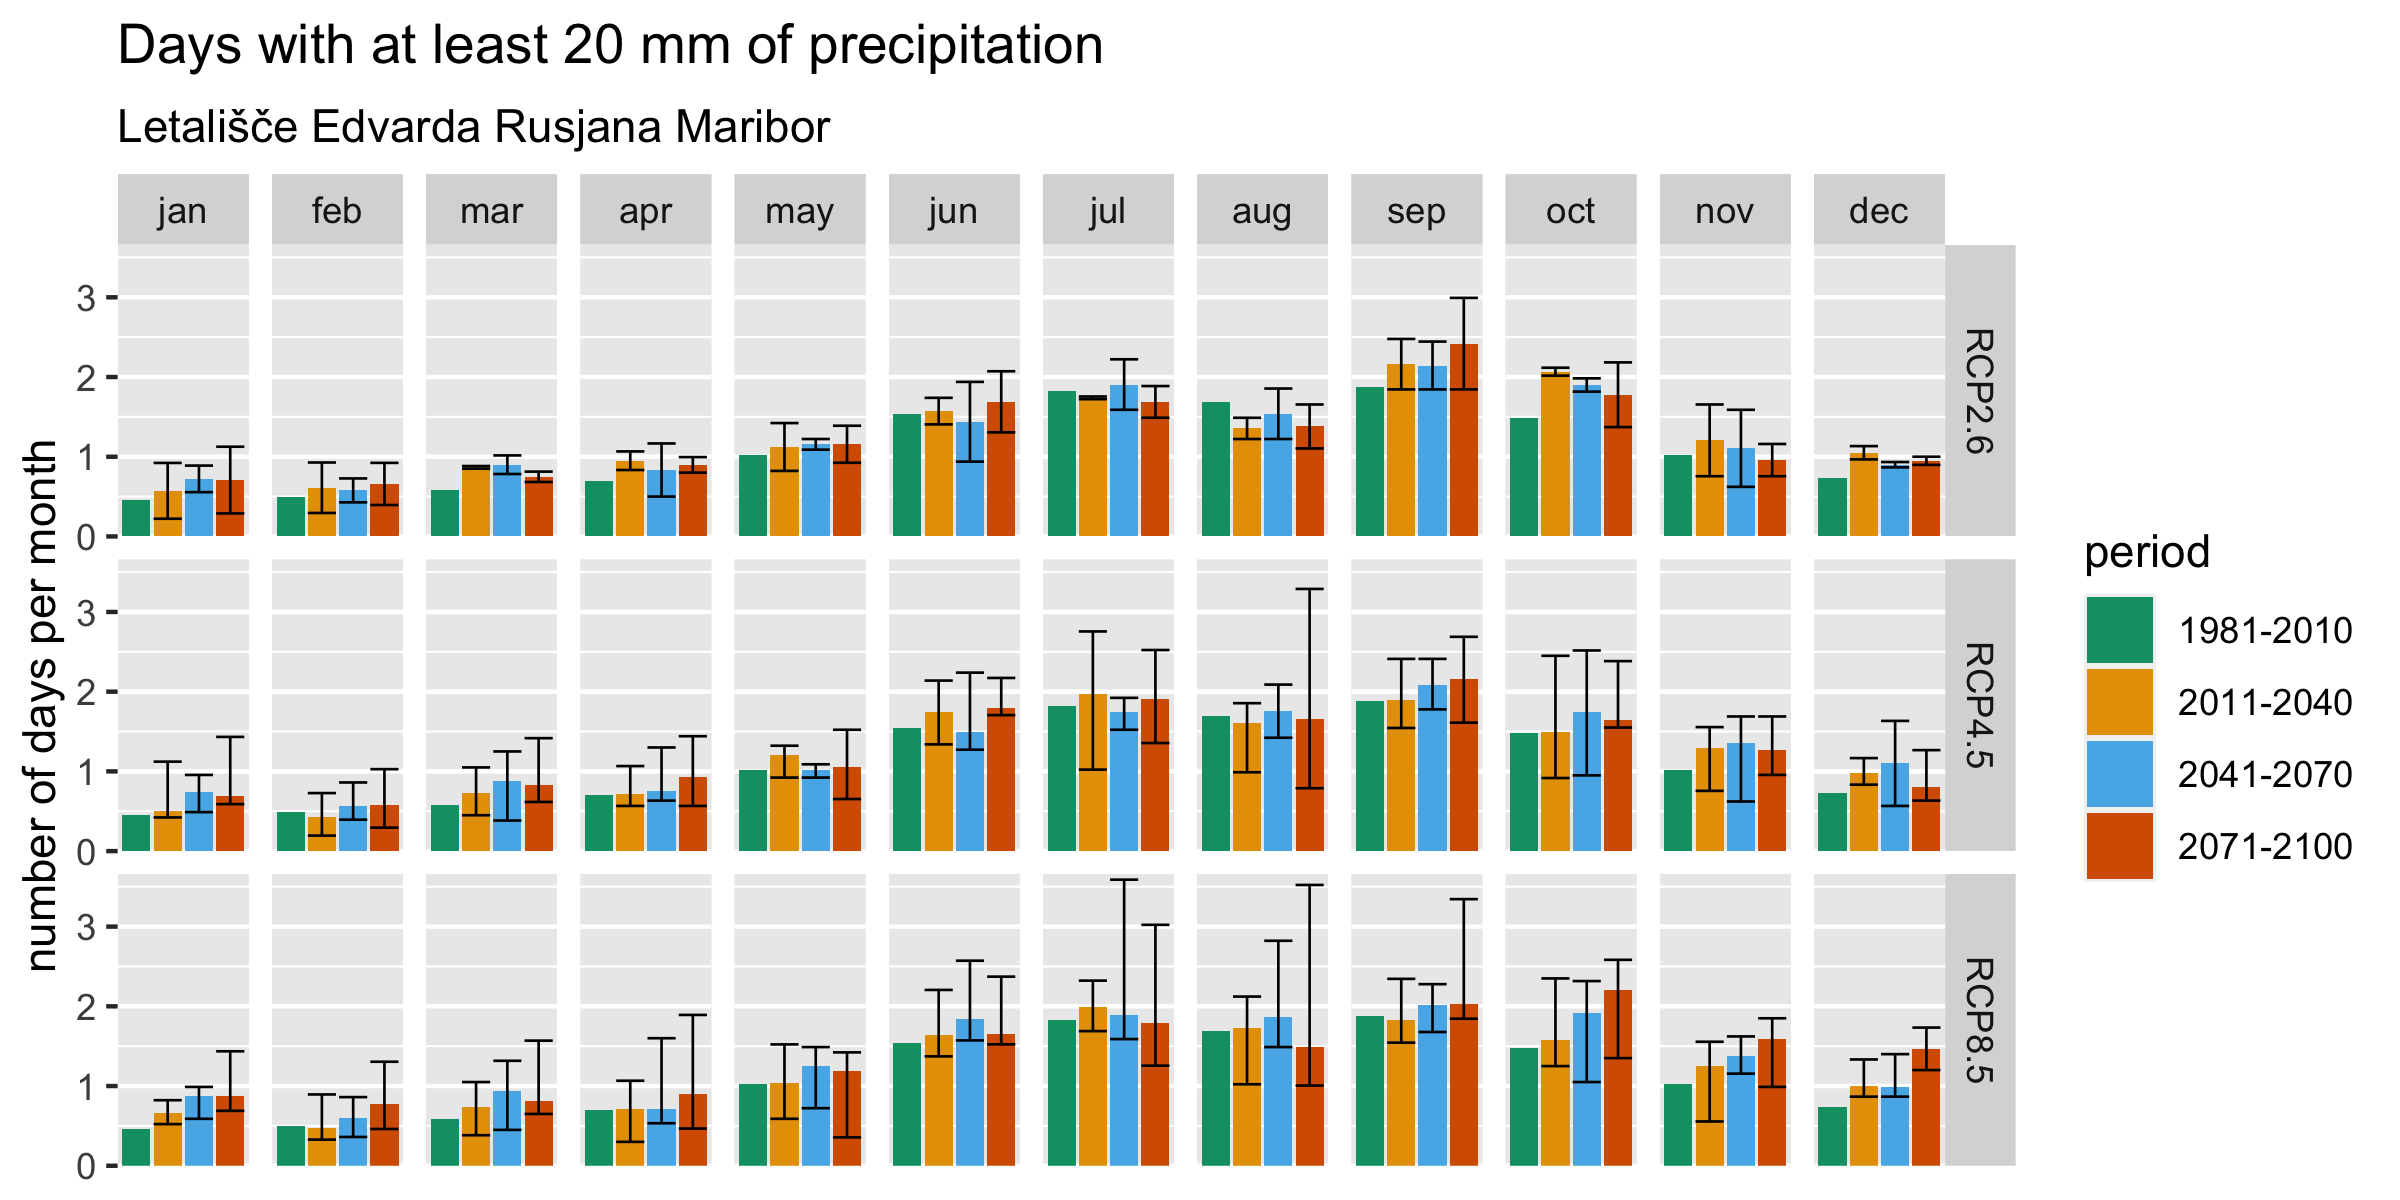 Days with at least 20 mm of precipitation
Letališče Edvarda Rusjana Maribor
jan feb mar apr may jun jul aug sep oct nov dec
number of days per month
3
2
1
0
RCP2.6
3
2
1
0
RCP4.5
3
2
1
0
RCP8.5
period
1981-2010
2011-2040
2041-2070
2071-2100